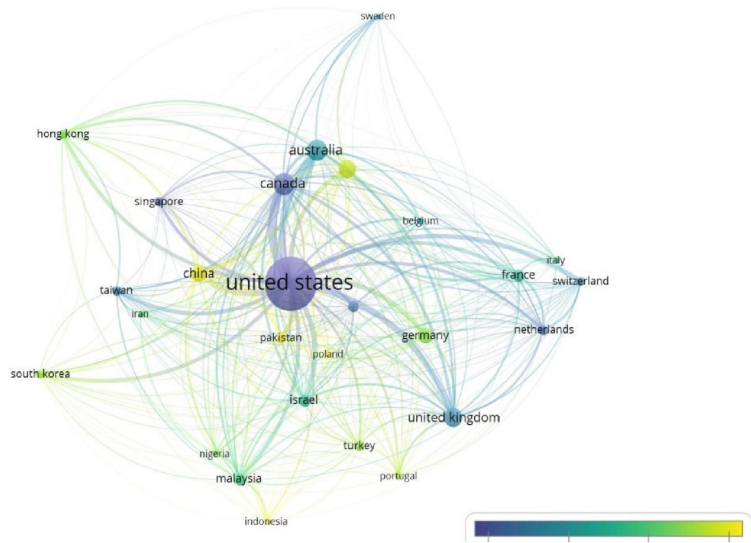 swaden
hong kong
australia
canada
singapore
belgium
italy
china
france
united states
switzerland
taiwan
iran
netherlands
pakistan
germany
poland
south korea
israel
united kingdom
turkey
nigeria
malaysia
portugal
indonesia